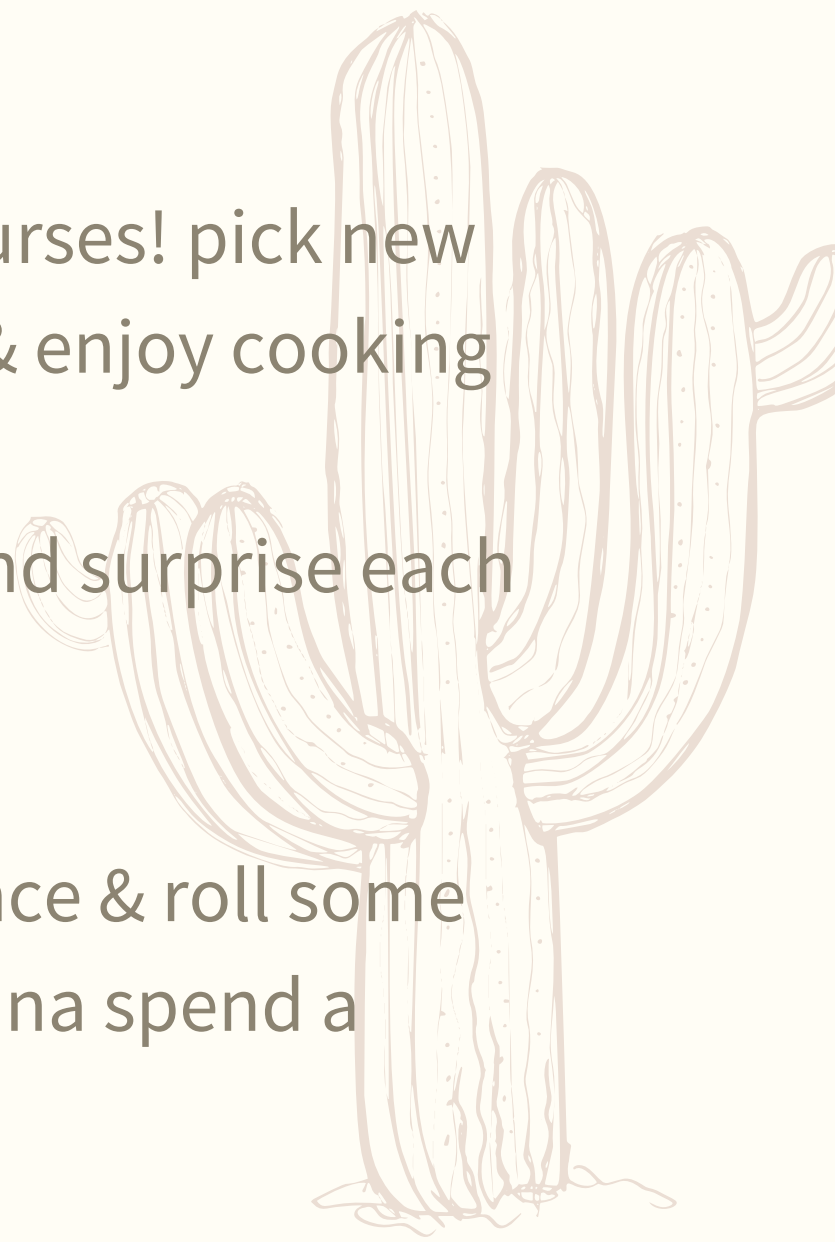 urses! pick new
& enjoy cooking
nd surprise each
nce & roll some
na spend a